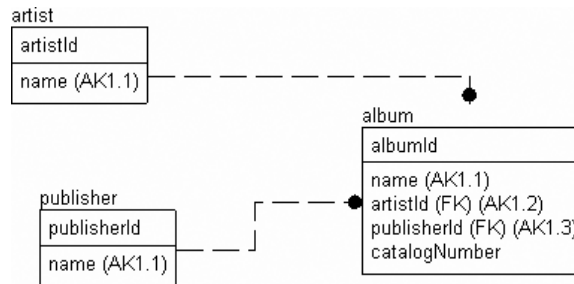 artist
artistId
name (AK1.1)
album
albumId
name (AK1.1)
artistId (FK) (AK1.2)
publisherId (FK) (AK1.3)
catalogNumber
publisher
publisherId
name (AK1.1)